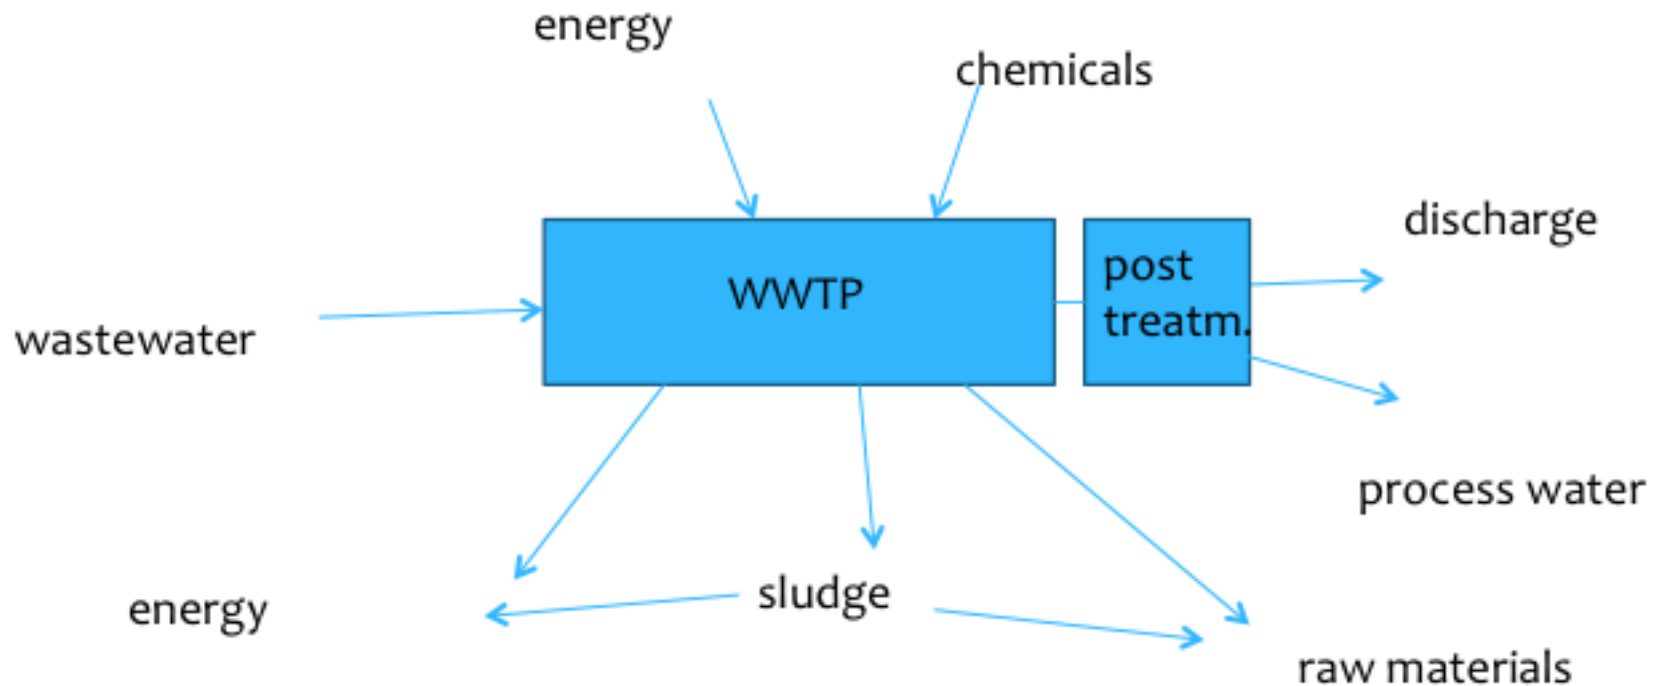 energy
chemicals
discharge
post
treatm.
WWTP
wastewater
process water
sludge
energy
raw materials